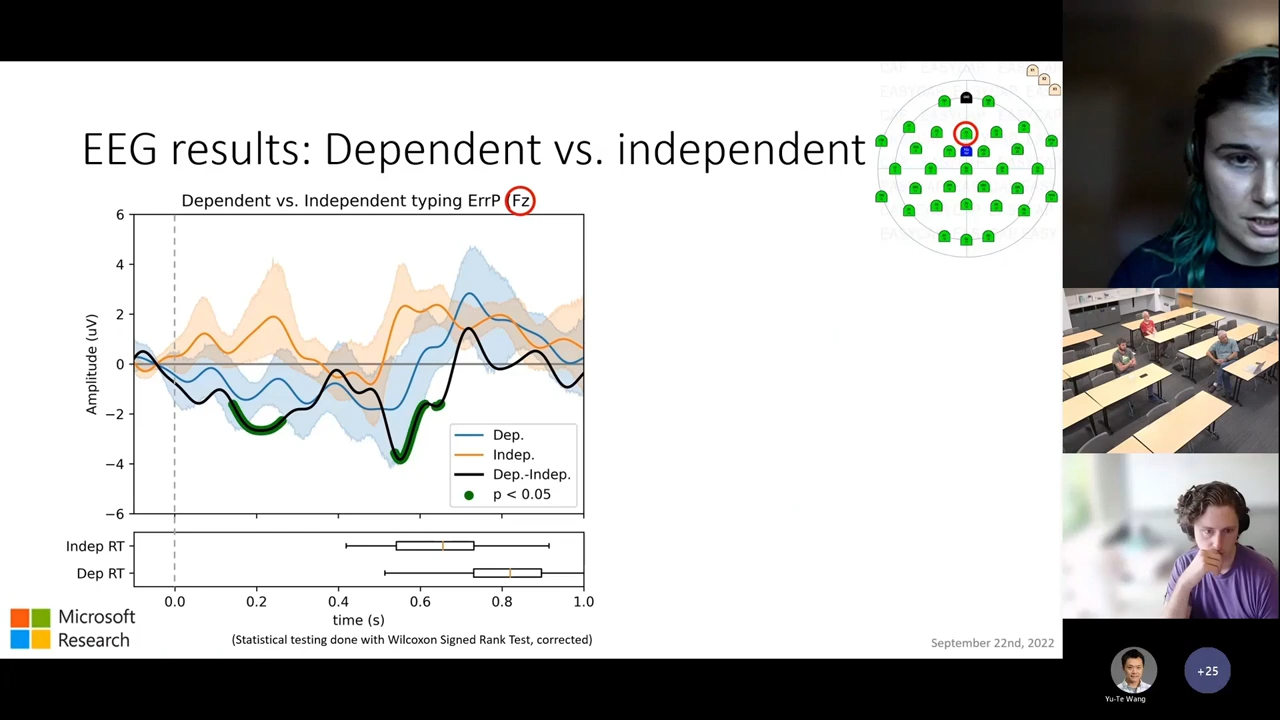 EEG results: Dependent vs. independent
Dependent vs. Independent typing ErrP (Fz
6
4
2
0
−2
−4
−6
Amplitude (uV)
Dep.
Indep.
Dep.-Indep.
p < 0.05
Indep RT
Dep RT
0.0 0.2 0.4 0.6 0.8 1.0
time (s)
(Statistical testing done with Wilcoxon Signed Rank Test, corrected)
Microsoft
Research
September 22nd, 2022
Yu-Te Wang
+25